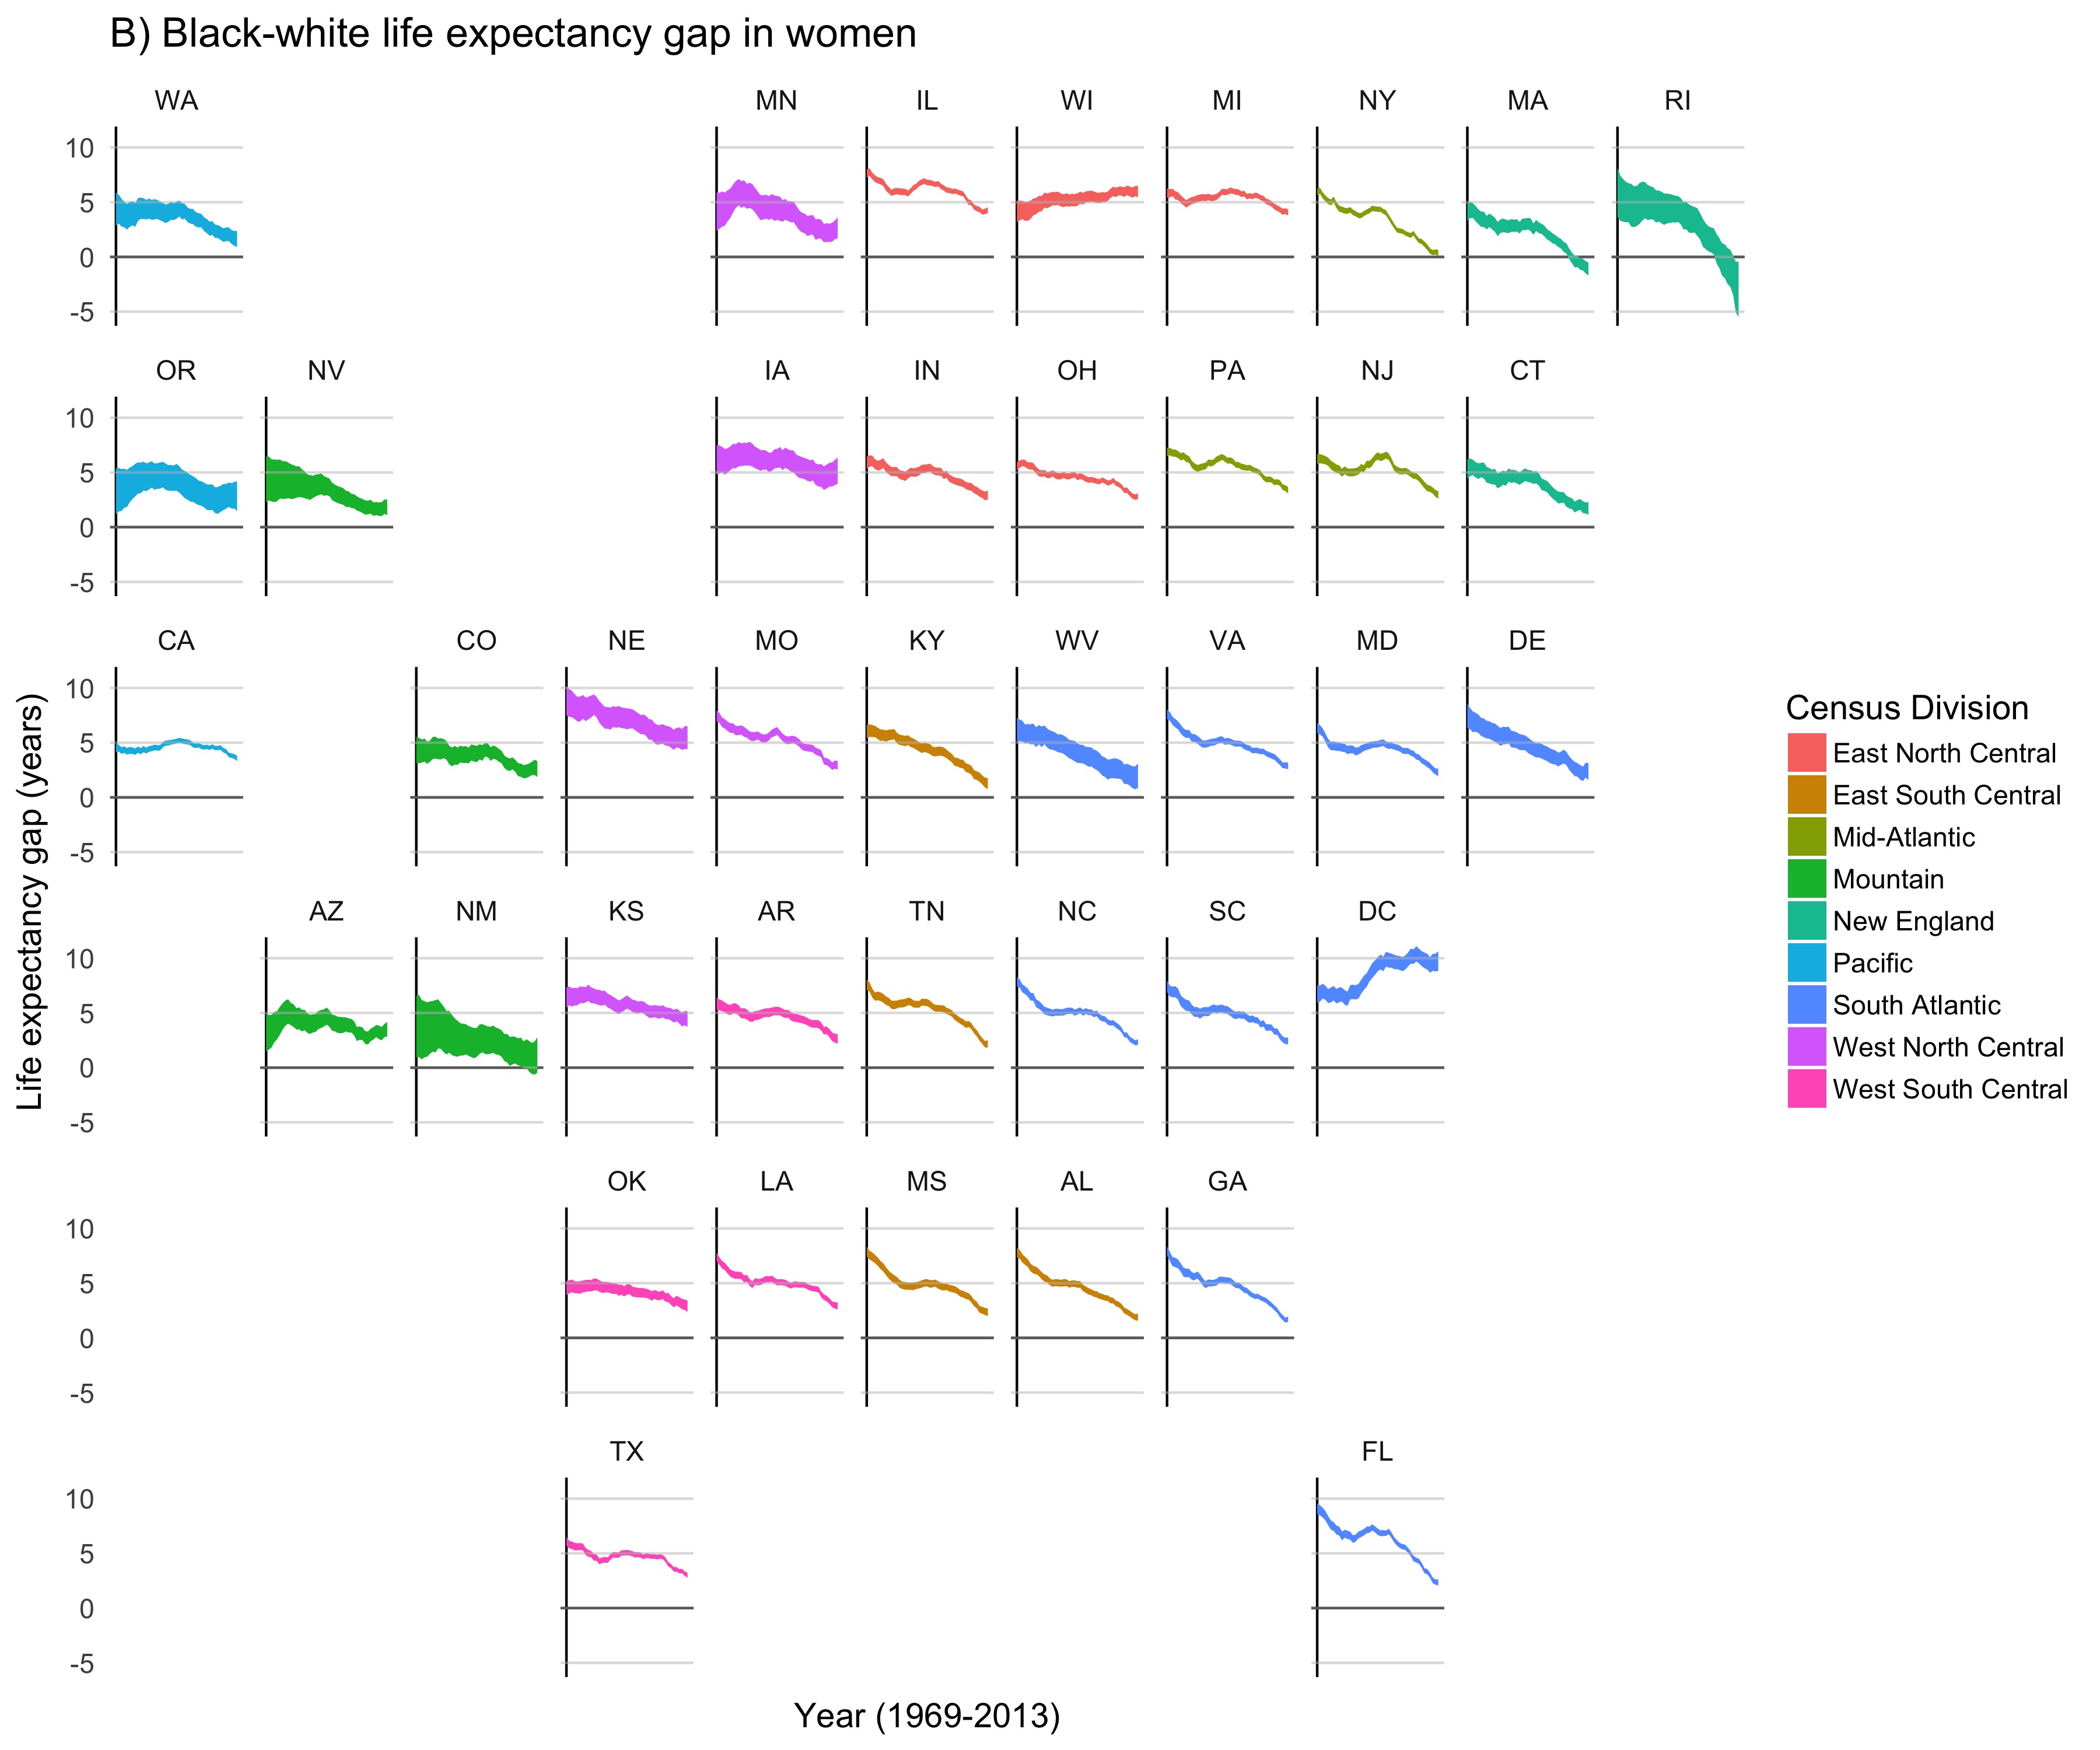 B) Black-white life expectancy gap in women
WA MN IL WI MI NY MA RI
10
5
0
-5
OR NV IA IN OH PA NJ CT
10
5
0
-5
CA CO NE MO KY WV VA MD DE
10
5
0
-5
AZ NM KS AR TN NC SC DC
10
5
0
-5
OK LA MS AL GA
10
5
0
-5
TX FL
10
5
0
-5
Life expectancy gap (years)
Year (1969-2013)
Census Division
East North Central
East South Central
Mid-Atlantic
Mountain
New England
Pacific
South Atlantic
West North Central
West South Central